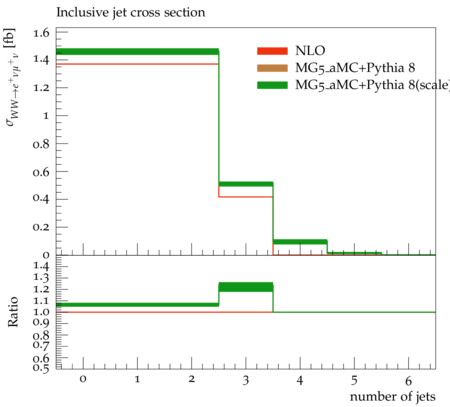 Inclusive jet cross section
σWW→e+νμ+ν [fb]
1.6
1.4
1.2
1
0.8
0.6
0.4
0.2
0
NLO
MG5_aMC+Pythia 8
MG5_aMC+Pythia 8(scale)
Ratio
1.4
1.3
1.2
1.1
1.0
0.9
0.8
0.7
0.6
0.5
0 1 2 3 4 5 6
number of jets